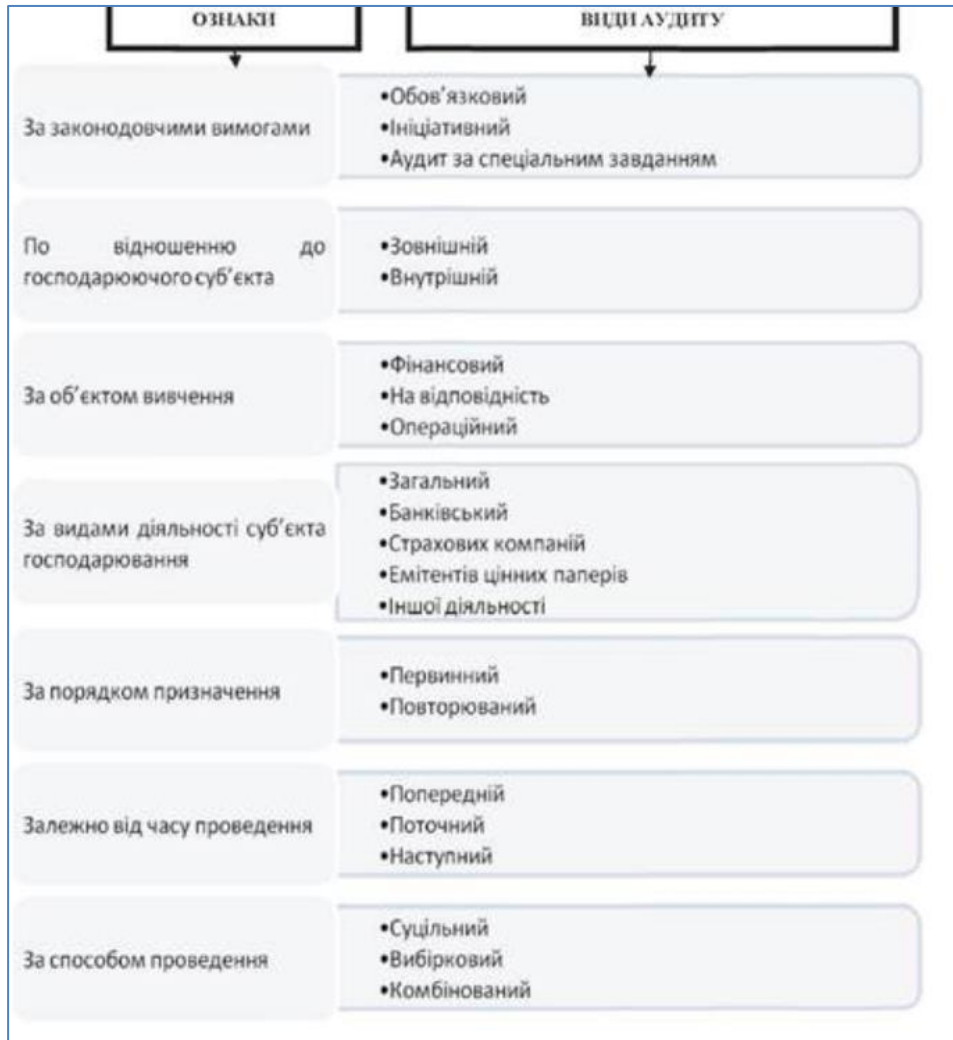 ОЗНАКИ
ВИДИ АУДИТУ
За законодовчими вимогами
•Обов’язковий
•Ініціативний
•Аудит за спеціальним завданням
По відношенню до
господарюючого суб’єкта
•Зовнішній
•Внутрішній
За об’єктом вивчення
•Фінансовий
•На відповідність
•Операційний
За видами діяльності суб’єкта
господарювання
•Загальний
•Банківський
•Страхових компаній
•Емітентів цінних паперів
•Іншої діяльності
За порядком призначення
•Первинний
•Повторюваний
Залежно від часу проведення
•Попередній
•Поточний
•Наступний
За способом проведення
•Суцільний
•Вибірковий
•Комбінований